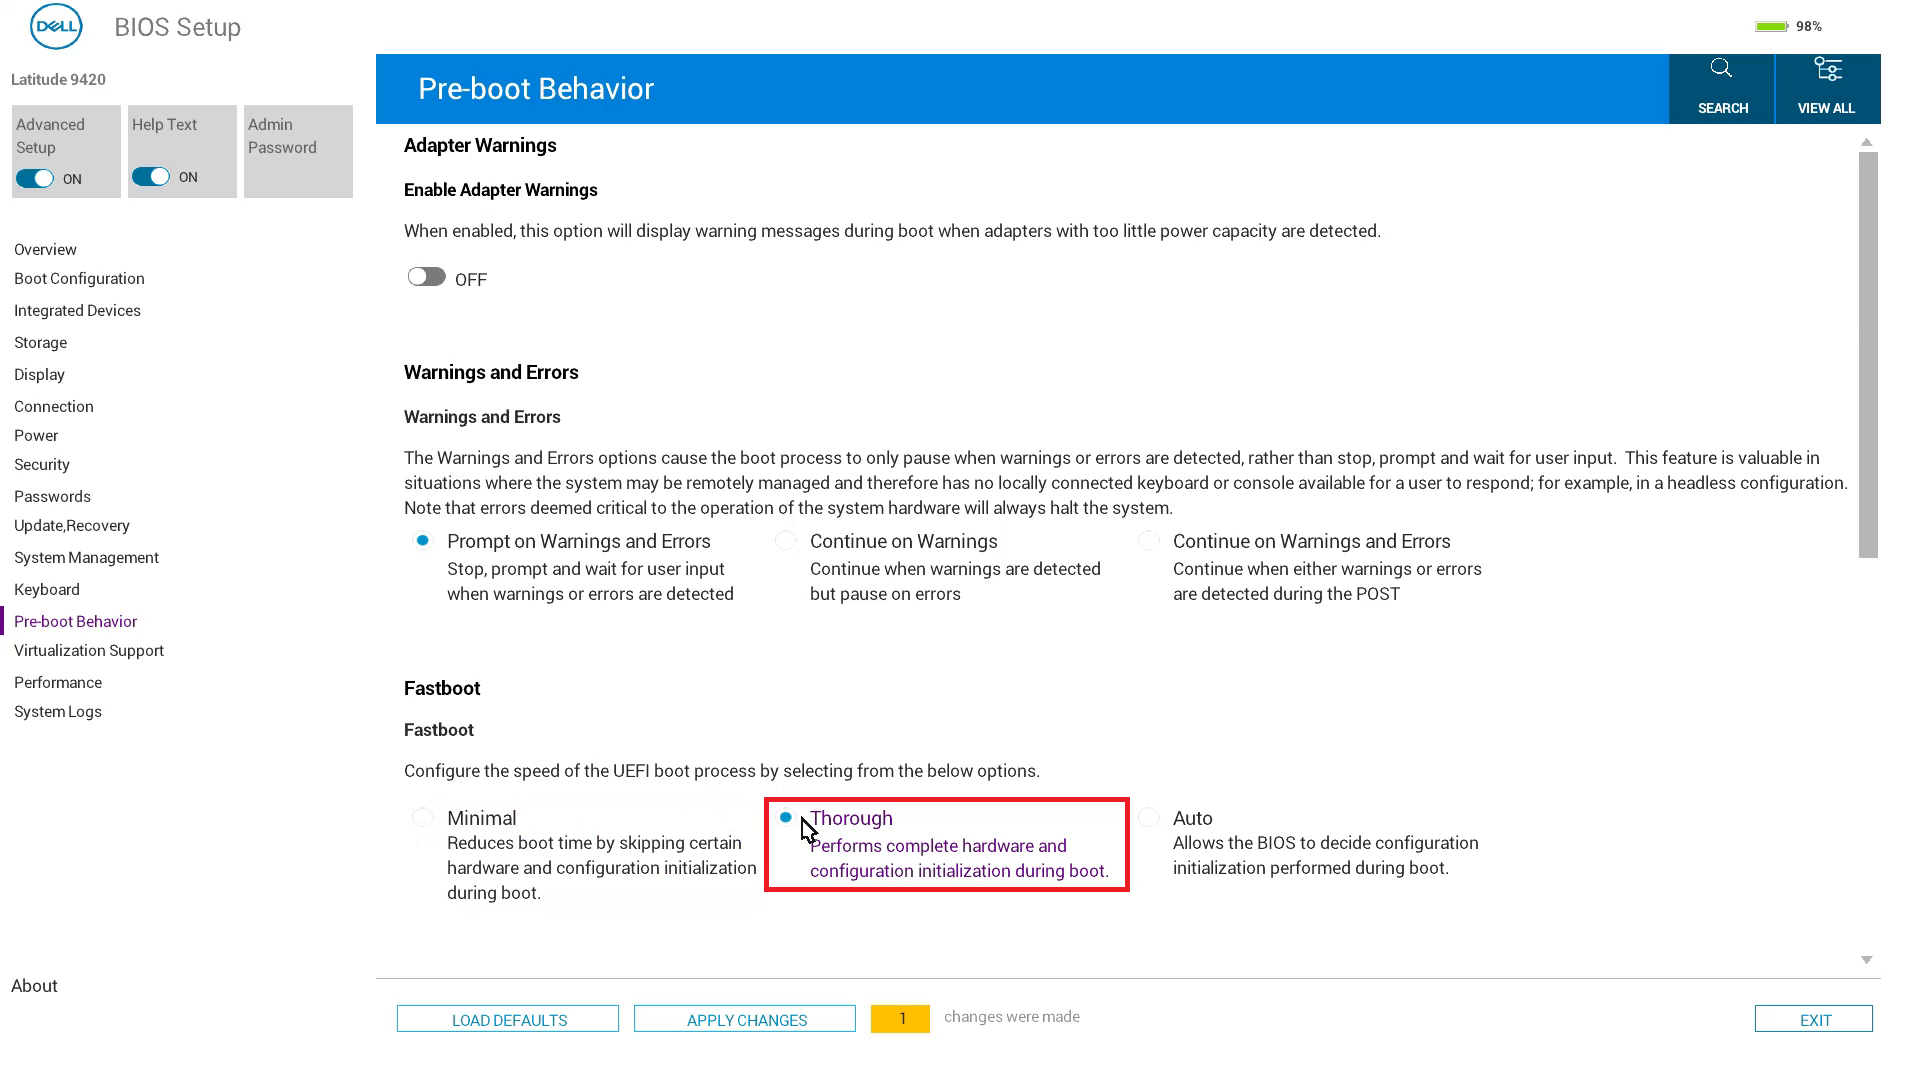 DELL
BIOS Setup
98%
Latitude 9420
Advanced
Setup
ON
Help Text
ON
Admin
Password
Overview
Boot Configuration
Integrated Devices
Storage
Display
Connection
Power
Security
Passwords
Update,Recovery
System Management
Keyboard
Pre-boot Behavior
Virtualization Support
Performance
System Logs
About
Pre-boot Behavior
SEARCH
VIEW ALL
Adapter Warnings
Enable Adapter Warnings
When enabled, this option will display warning messages during boot when adapters with too little power capacity are detected.
OFF
Warnings and Errors
Warnings and Errors
The Warnings and Errors options cause the boot process to only pause when warnings or errors are detected, rather than stop, prompt and wait for user input.  This feature is valuable in
situations where the system may be remotely managed and therefore has no locally connected keyboard or console available for a user to respond; for example, in a headless configuration.
Note that errors deemed critical to the operation of the system hardware will always halt the system.
Prompt on Warnings and Errors
Stop, prompt and wait for user input
when warnings or errors are detected
Continue on Warnings
Continue when warnings are detected
but pause on errors
Continue on Warnings and Errors
Continue when either warnings or errors
are detected during the POST
Fastboot
Fastboot
Configure the speed of the UEFI boot process by selecting from the below options.
Minimal
Reduces boot time by skipping certain
hardware and configuration initialization
during boot.
Thorough
Performs complete hardware and
configuration initialization during boot.
Auto
Allows the BIOS to decide configuration
initialization performed during boot.
LOAD DEFAULTS
APPLY CHANGES
1
changes were made
EXIT